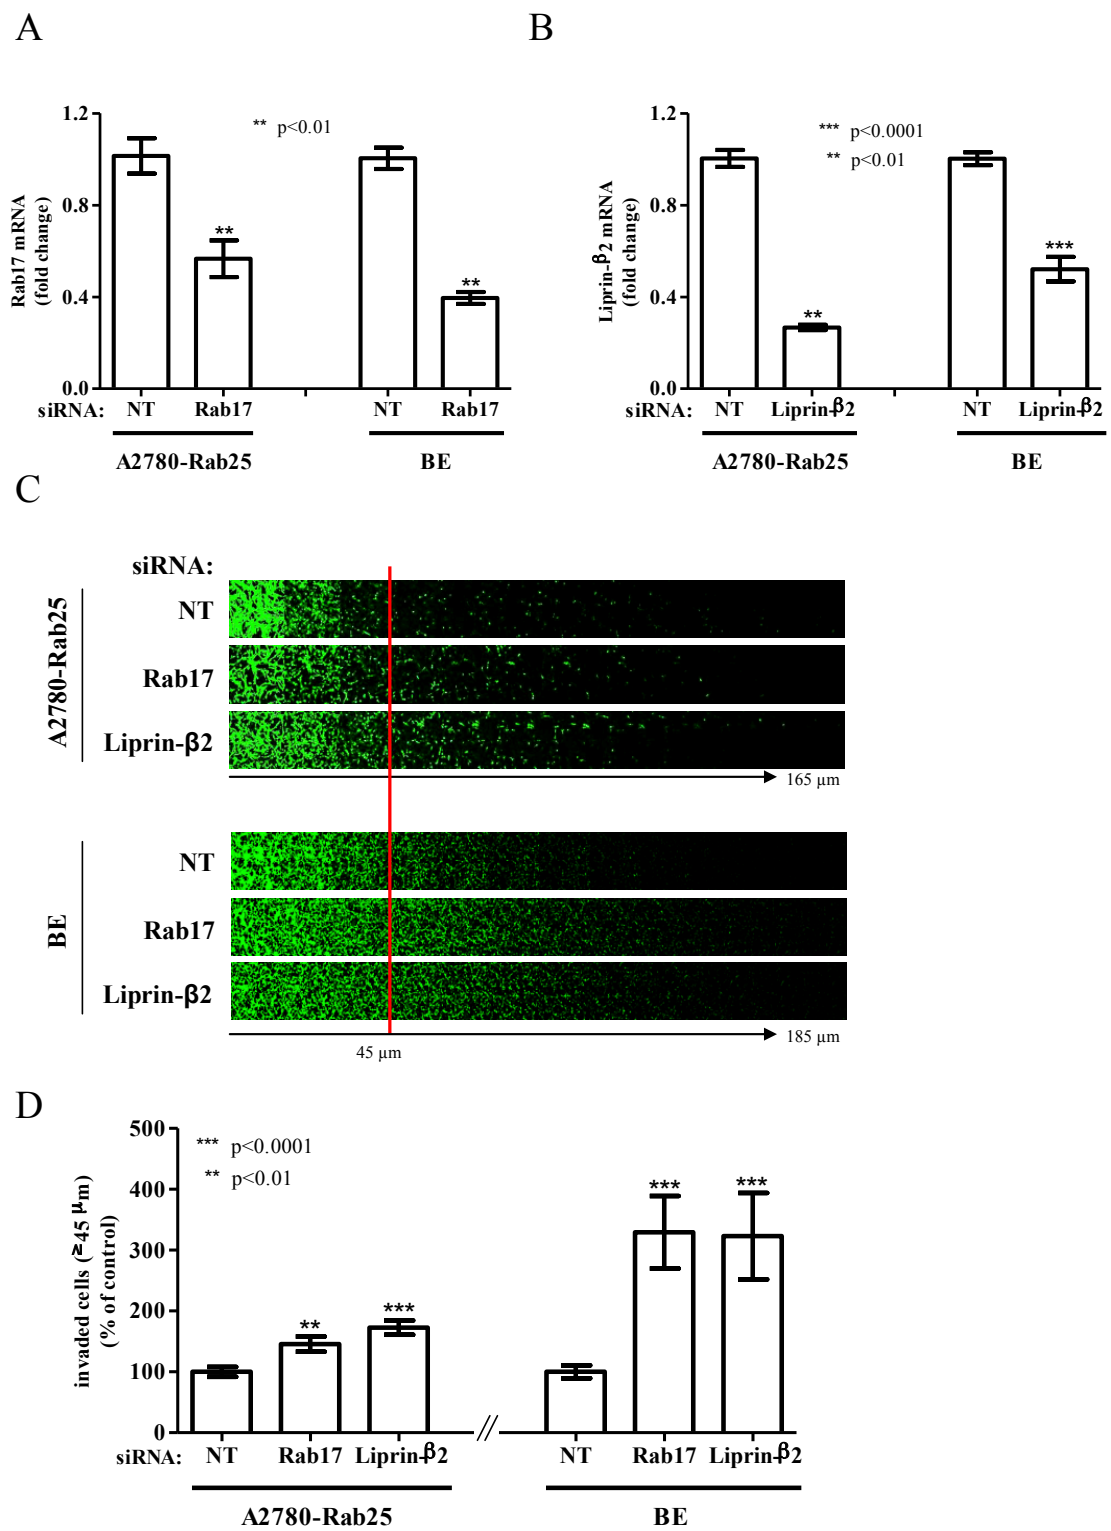 A
B
1.2
0.8
0.4
0.0
Rab17 mRNA
(fold change)
** p<0.01
**
**
siRNA: NT Rab17 NT Rab17
A2780-Rab25 BE
1.2
0.8
0.4
0.0
Liprin-β2 mRNA
(fold change)
*** p<0.0001
** p<0.01
**
***
siRNA: NT Liprin-β2 NT Liprin-β2
A2780-Rab25 BE
C
siRNA:
A2780-Rab25
NT
Rab17
Liprin-β2
165 µm
BE
NT
Rab17
Liprin-β2
185 µm
45 µm
D
500
400
300
200
100
0
invaded cells (≥45 µm)
(% of control)
*** p<0.0001
** p<0.01
**
***
***
***
siRNA: NT Rab17 Liprin-β2 NT Rab17 Liprin-β2
A2780-Rab25 BE